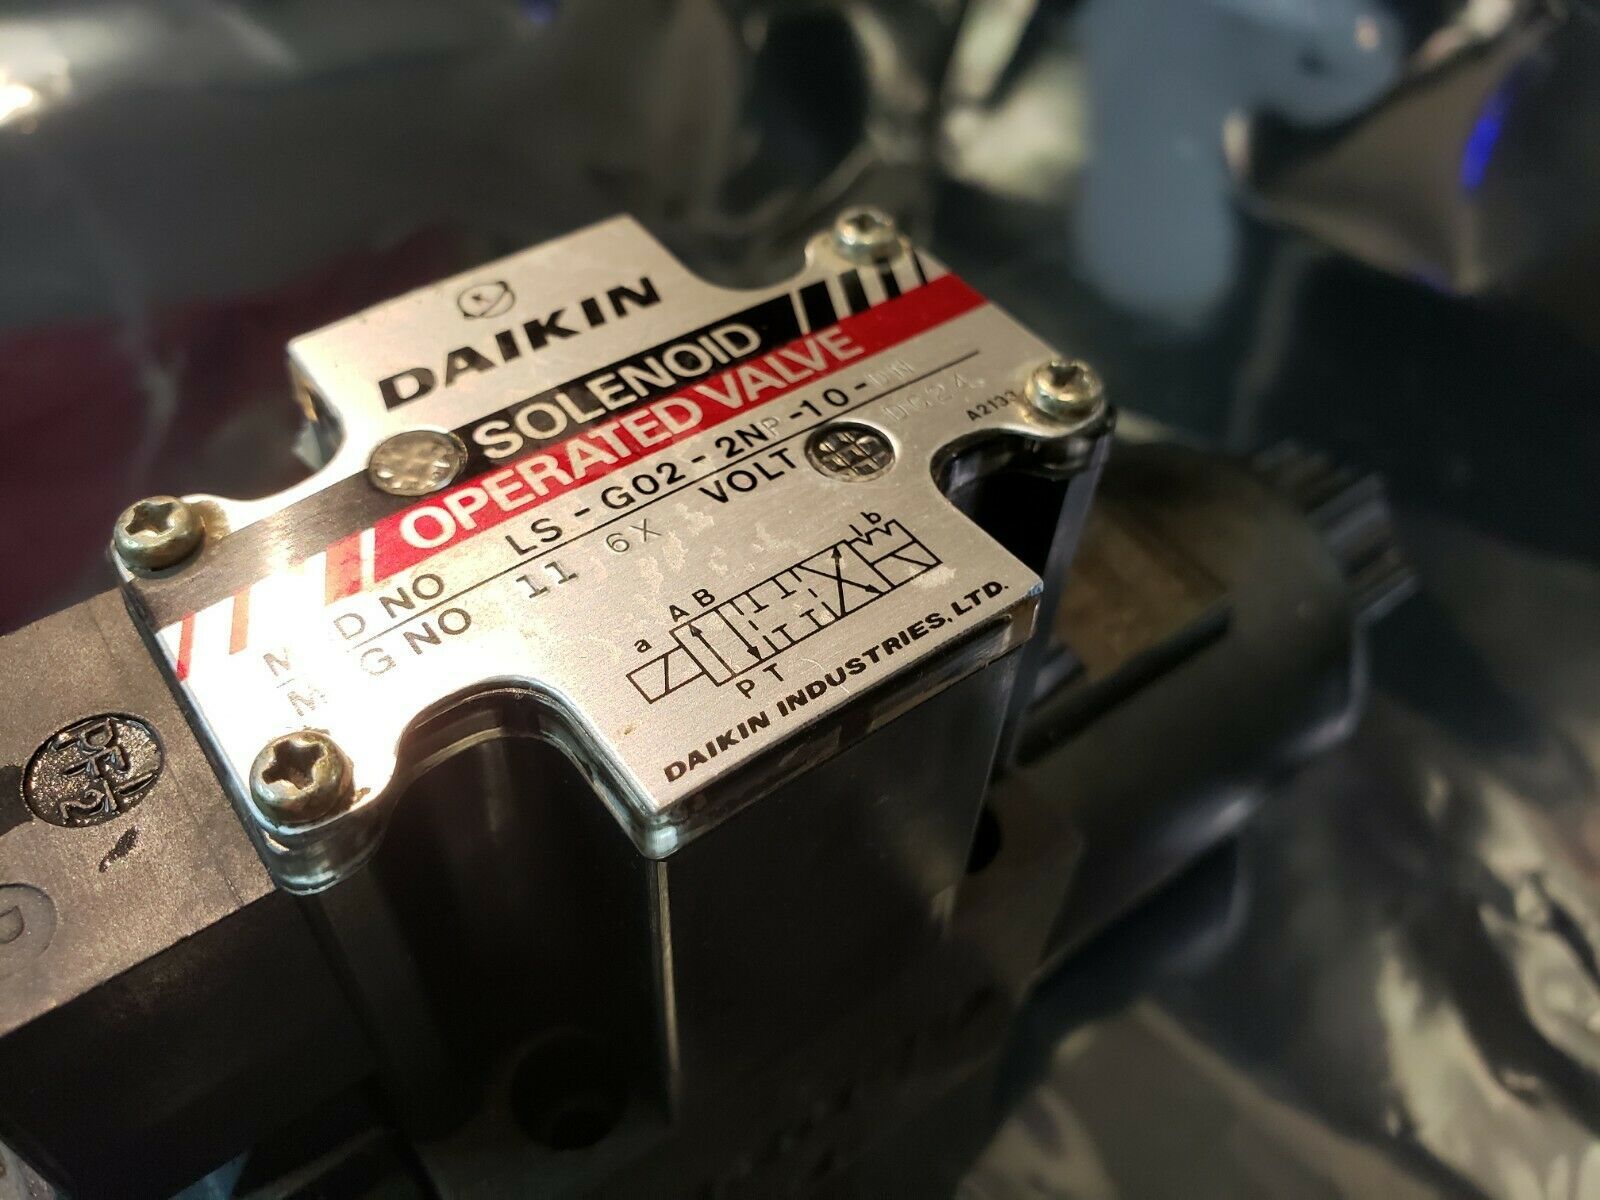 DAIKIN
SOLENOID
OPERATED VALVE
D NO LS-G02-2NP-10-
G NO 11 6X VOLT DC24
A2133
a A B b
P T
DAIKIN INDUSTRIES, LTD.